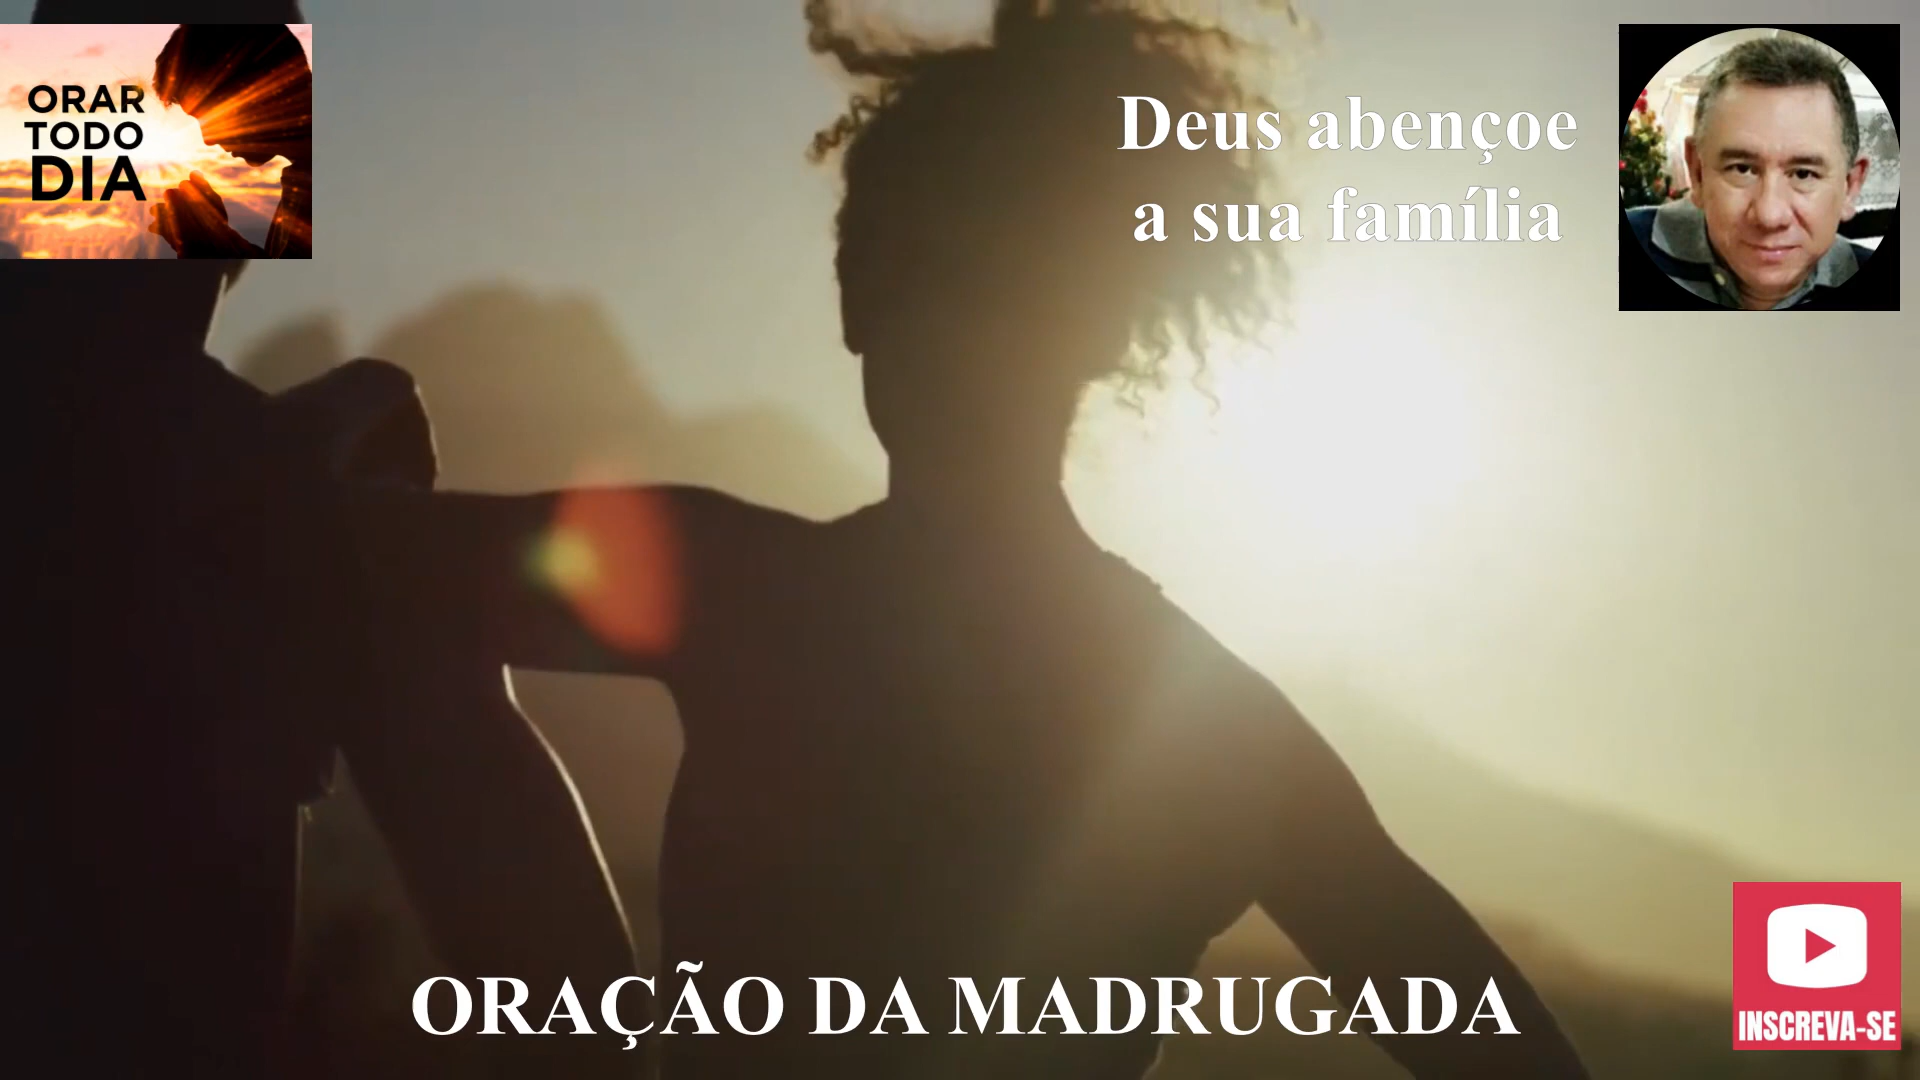 ORAR
TODO
DIA
Deus abençoe
a sua família
ORAÇÃO DA MADRUGADA
INSCREVA-SE